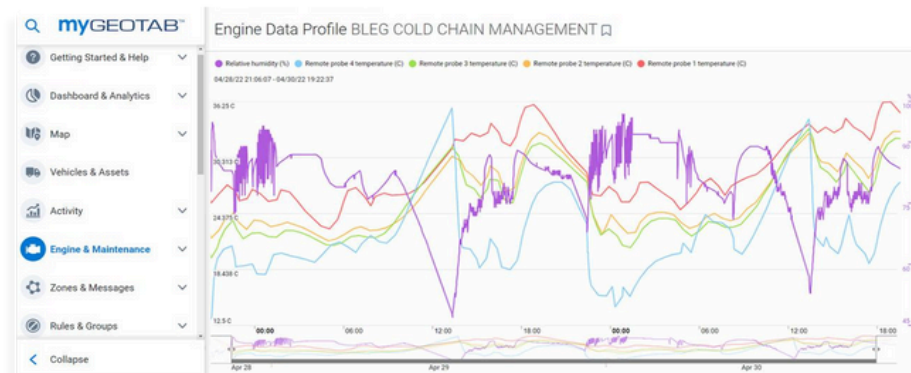 myGEOTAB™
Getting Started & Help
Dashboard & Analytics
Map
Vehicles & Assets
Activity
Engine & Maintenance
Zones & Messages
Rules & Groups
Collapse
Engine Data Profile BLEG COLD CHAIN MANAGEMENT
Relative humidity (%) Remote probe 4 temperature (C) Remote probe 3 temperature (C) Remote probe 2 temperature (C) Remote probe 1 temperature (C)
04/28/22 21:06:07 - 04/30/22 19:22:37
36.25 C
30.313 C
24.375 C
18.438 C
12.5 C
00:00 06:00 12:00 18:00 00:00 06:00 12:00 18:00
Apr 28 Apr 29 Apr 30